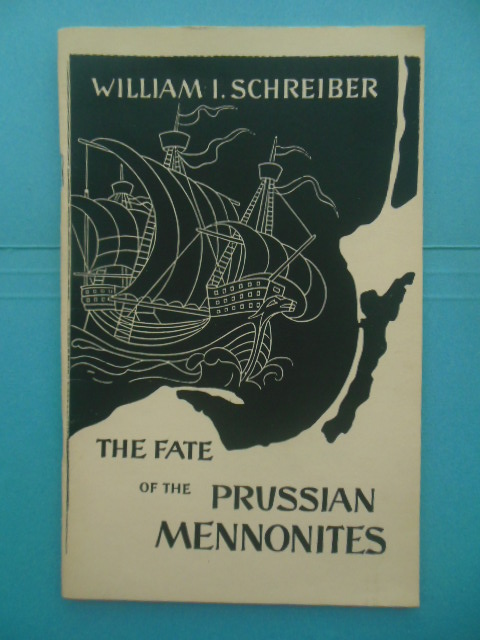 WILLIAM I. SCHREIBER
THE FATE
OF THE PRUSSIAN
MENNONITES